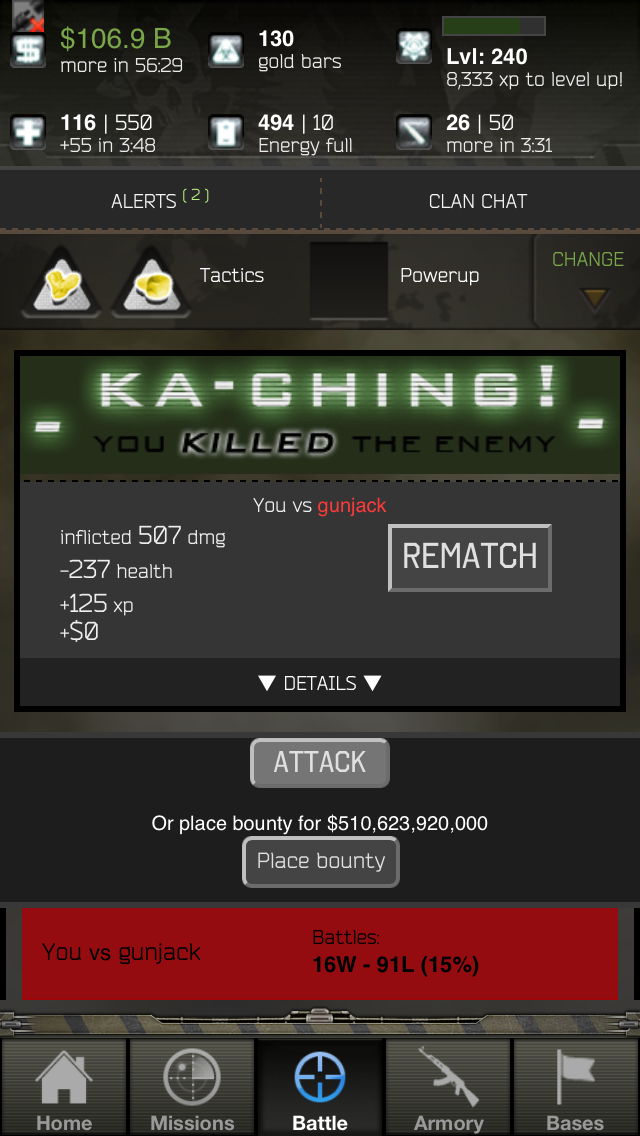 $106.9 B
more in 56:29
130
gold bars
Lvl: 240
8,333 xp to level up!
116 | 550
+55 in 3:48
494 | 10
Energy full
26 | 50
more in 3:31
ALERTS (2)
CLAN CHAT
Tactics
Powerup
CHANGE
- KA-CHING! -
YOU KILLED THE ENEMY
You vs gunjack
inflicted 507 dmg
-237 health
+125 xp
+$0
REMATCH
▼ DETAILS ▼
ATTACK
Or place bounty for $510,623,920,000
Place bounty
You vs gunjack
Battles:
16W - 91L (15%)
Home
Missions
Battle
Armory
Bases